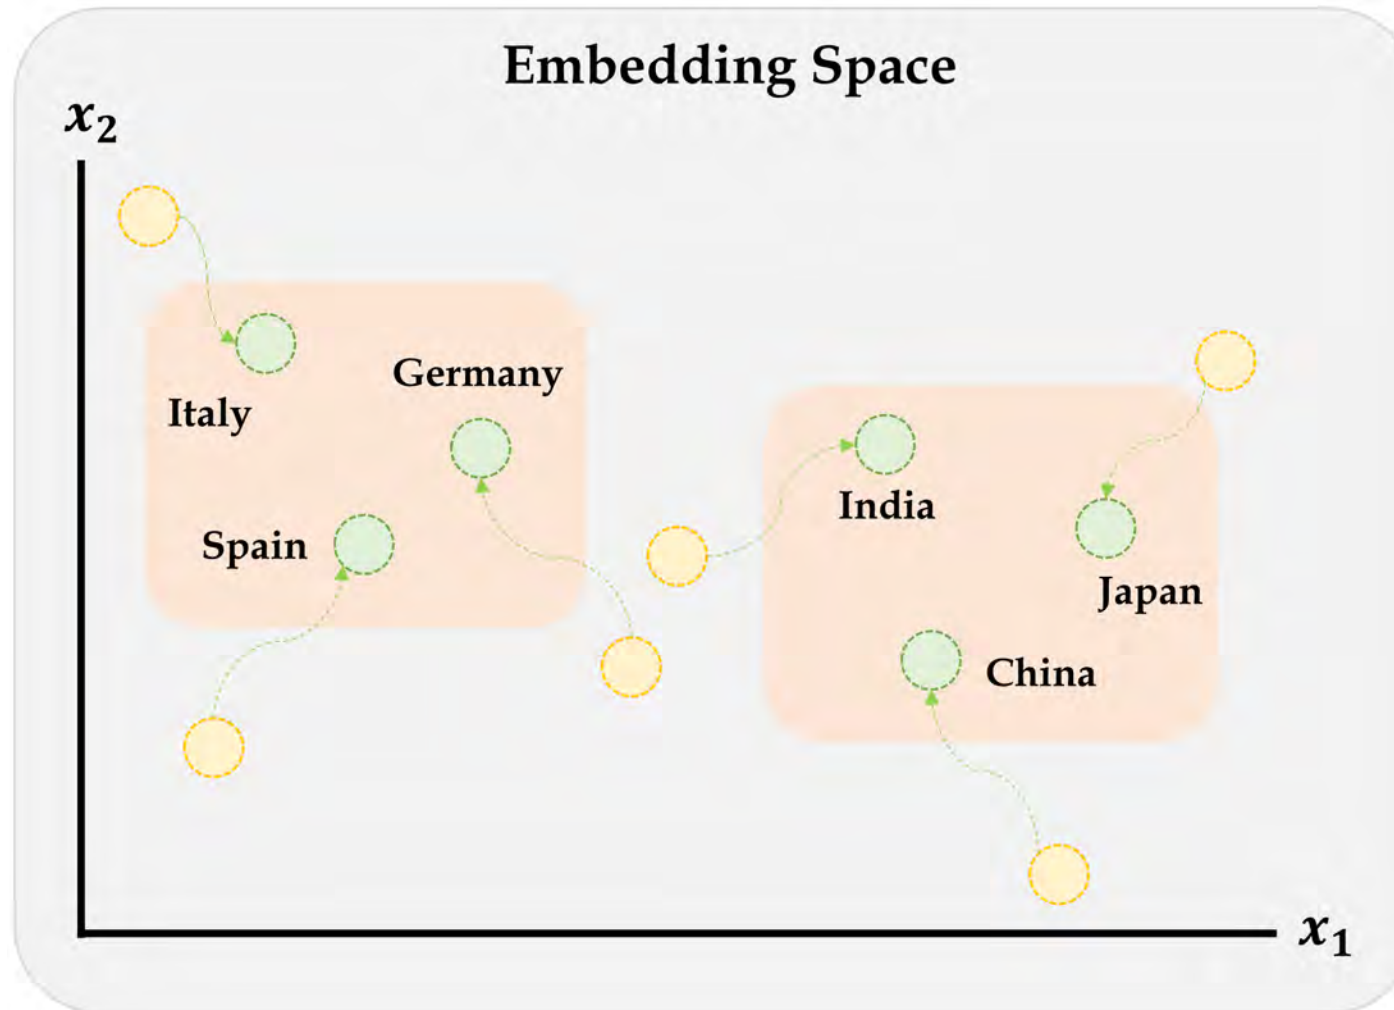 Embedding Space
x₂
Germany
Italy
India
Spain
Japan
China
x₁